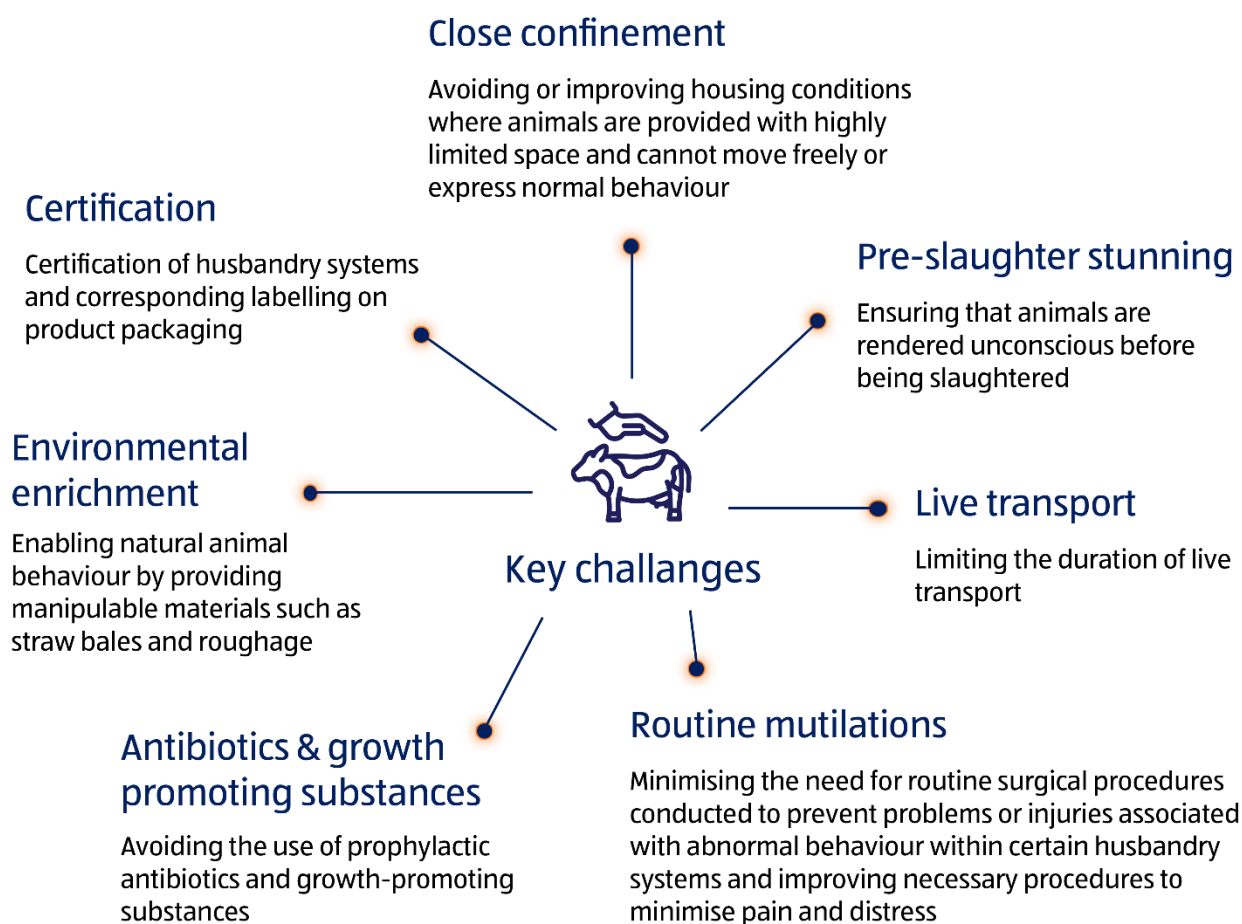 Close confinement
Avoiding or improving housing conditions
where animals are provided with highly
limited space and cannot move freely or
express normal behaviour
Certification
Certification of husbandry systems
and corresponding labelling on
product packaging
Pre-slaughter stunning
Ensuring that animals are
rendered unconscious before
being slaughtered
Environmental
enrichment
Enabling natural animal
behaviour by providing
manipulable materials such as
straw bales and roughage
Key challanges
Live transport
Limiting the duration of live
transport
Antibiotics & growth
promoting substances
Avoiding the use of prophylactic
antibiotics and growth-promoting
substances
Routine mutilations
Minimising the need for routine surgical procedures
conducted to prevent problems or injuries associated
with abnormal behaviour within certain husbandry
systems and improving necessary procedures to
minimise pain and distress